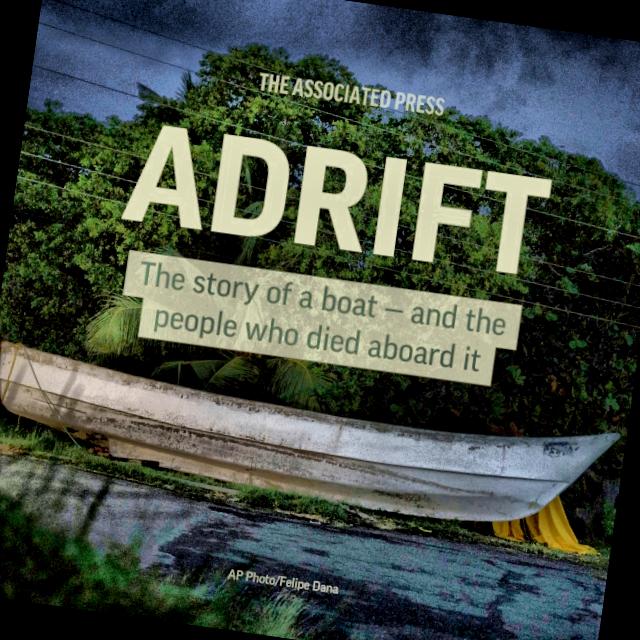 THE ASSOCIATED PRESS
ADRIFT
The story of a boat—and the
people who died aboard it
AP Photo/Felipe Dana